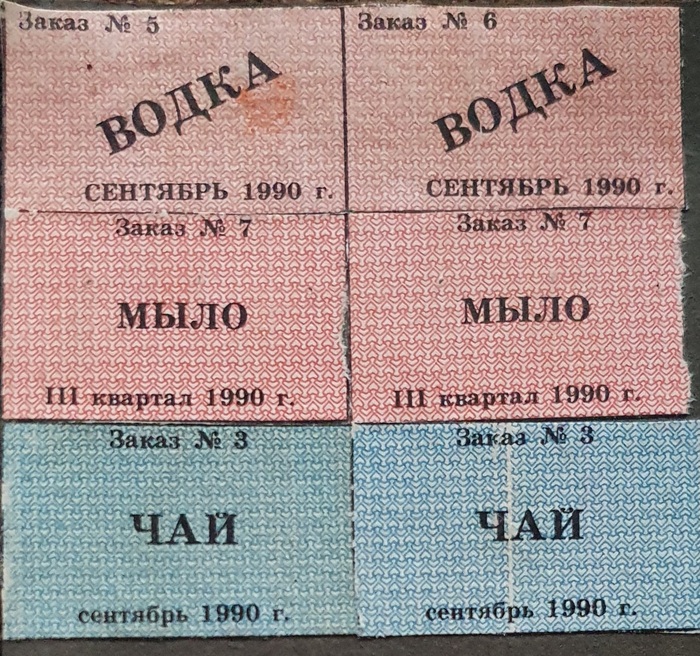 Заказ № 5
ВОДКА
СЕНТЯБРЬ 1990 г.
Заказ № 6
ВОДКА
СЕНТЯБРЬ 1990 г.
Заказ № 7
МЫЛО
III квартал 1990 г.
Заказ № 7
МЫЛО
III квартал 1990 г.
Заказ № 3
ЧАЙ
сентябрь 1990 г.
Заказ № 3
ЧАЙ
сентябрь 1990 г.